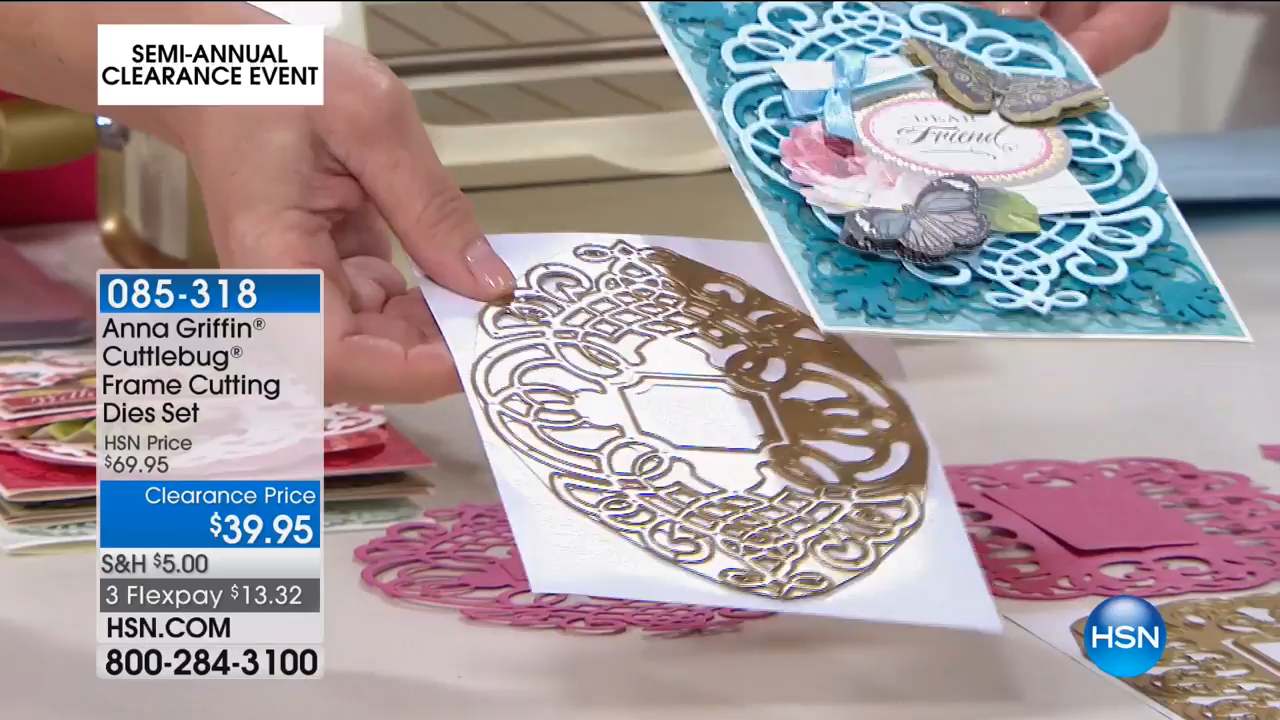 SEMI-ANNUAL
CLEARANCE EVENT
085-318
Anna Griffin®
Cuttlebug®
Frame Cutting
Dies Set
HSN Price
$69.95
Clearance Price
$39.95
S&H $5.00
3 Flexpay $13.32
HSN.COM
800-284-3100
DEAR
Friend
HSN